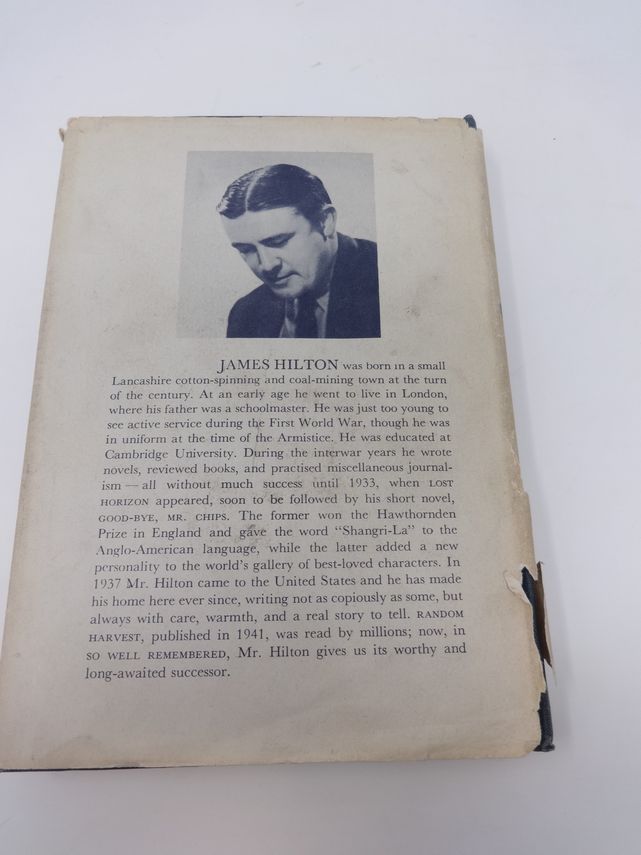 JAMES HILTON was born in a small
Lancashire cotton-spinning and coal-mining town at the turn
of the century. At an early age he went to live in London,
where his father was a schoolmaster. He was just too young to
see active service during the First World War, though he was
in uniform at the time of the Armistice. He was educated at
Cambridge University. During the interwar years he wrote
novels, reviewed books, and practised miscellaneous journal-
ism — all without much success until 1933, when LOST
HORIZON appeared, soon to be followed by his short novel,
GOOD-BYE, MR. CHIPS. The former won the Hawthornden
Prize in England and gave the word "Shangri-La" to the
Anglo-American language, while the latter added a new
personality to the world's gallery of best-loved characters. In
1937 Mr. Hilton came to the United States and he has made
his home here ever since, writing not as copiously as some, but
always with care, warmth, and a real story to tell. RANDOM
HARVEST, published in 1941, was read by millions; now, in
SO WELL REMEMBERED, Mr. Hilton gives us its worthy and
long-awaited successor.